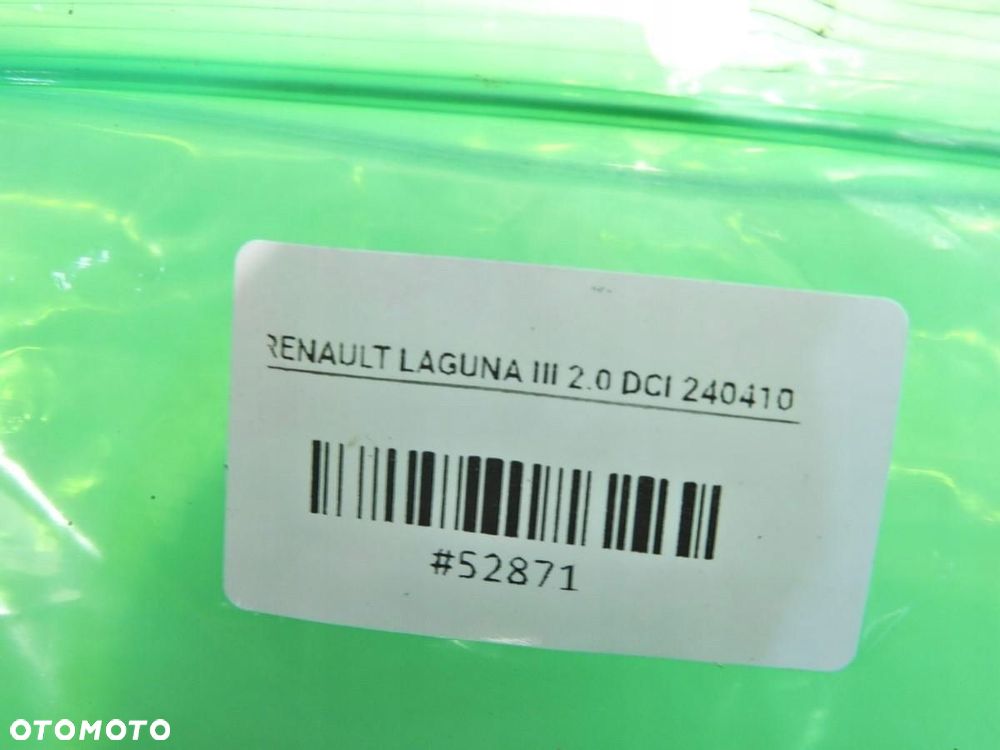 RENAULT LAGUNA III 2.0 DCI 240410
#52871
OTOMOTO